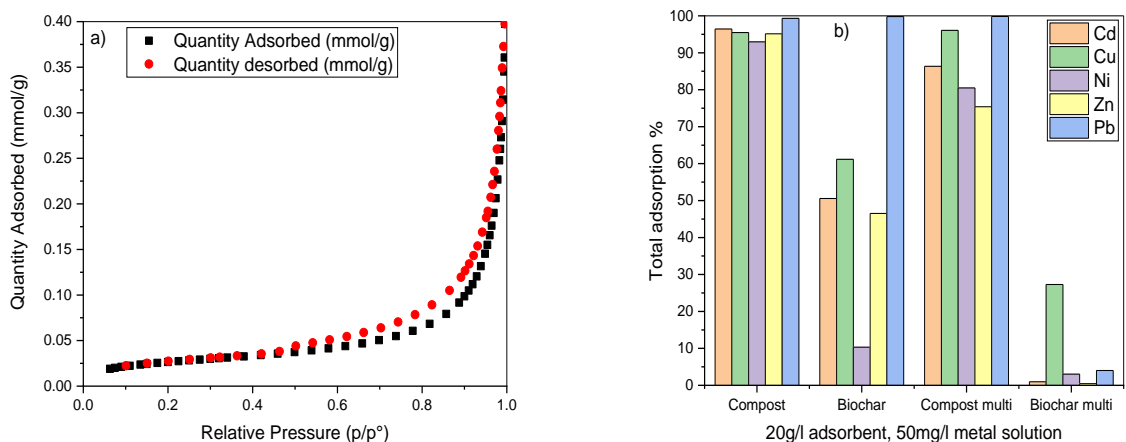 a)
Quantity Adsorbed (mmol/g)
Quantity desorbed (mmol/g)
Quantity Adsorbed (mmol/g)
0.40
0.35
0.30
0.25
0.20
0.15
0.10
0.05
0.00
0.0
0.2
0.4
0.6
0.8
1.0
Relative Pressure (p/p°)
b)
Cd
Cu
Ni
Zn
Pb
Total adsorption %
100
90
80
70
60
50
40
30
20
10
0
Compost
Biochar
Compost multi
Biochar multi
20g/l adsorbent, 50mg/l metal solution